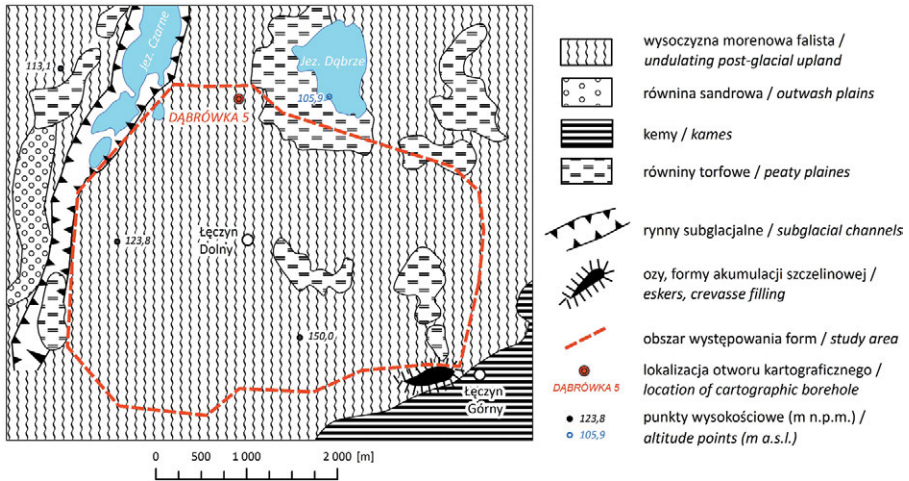 Jez. Czarne
Jez. Dąbrze
113,1
105,9
DĄBRÓWKA 5
Łęczyn
Dolny
123,8
150,0
Łęczyn
Górny
0 500 1 000 2 000 [m]
wysoczyzna morenowa falista /
undulating post-glacial upland
równina sandrowa / outwash plains
kemy / kames
równiny torfowe / peaty plaines
rynny subglacjalne / subglacial channels
ozy, formy akumulacji szczelinowej /
eskers, crevasse filling
obszar występowania form / study area
lokalizacja otworu kartograficznego /
DĄBRÓWKA 5 location of cartographic borehole
123,8 punkty wysokościowe (m n.p.m.) /
105,9 altitude points (m a.s.l.)